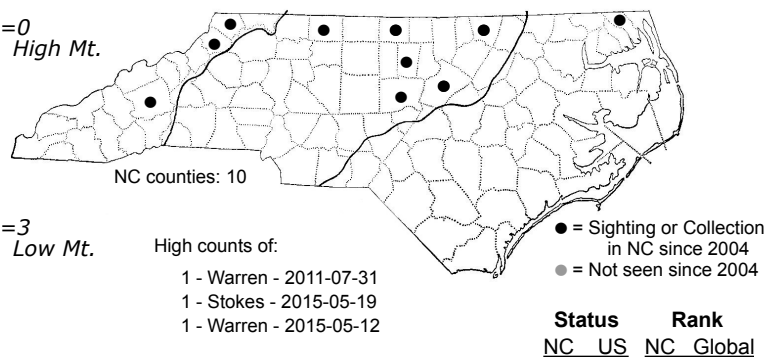 =0
High Mt.
NC counties: 10
=3
Low Mt.
High counts of:
1 - Warren - 2011-07-31
1 - Stokes - 2015-05-19
1 - Warren - 2015-05-12
● = Sighting or Collection
in NC since 2004
● = Not seen since 2004
Status Rank
NC US NC Global